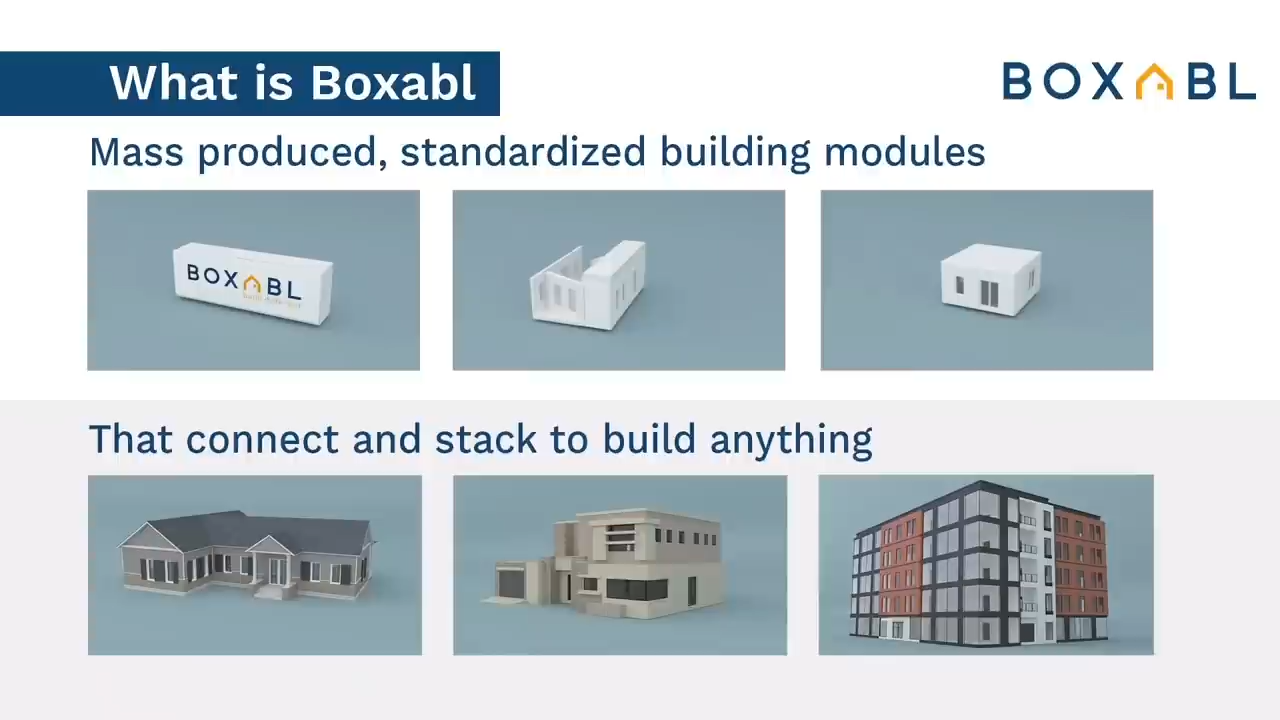 What is Boxabl
BOXABL
Mass produced, standardized building modules
BOXABL
That connect and stack to build anything